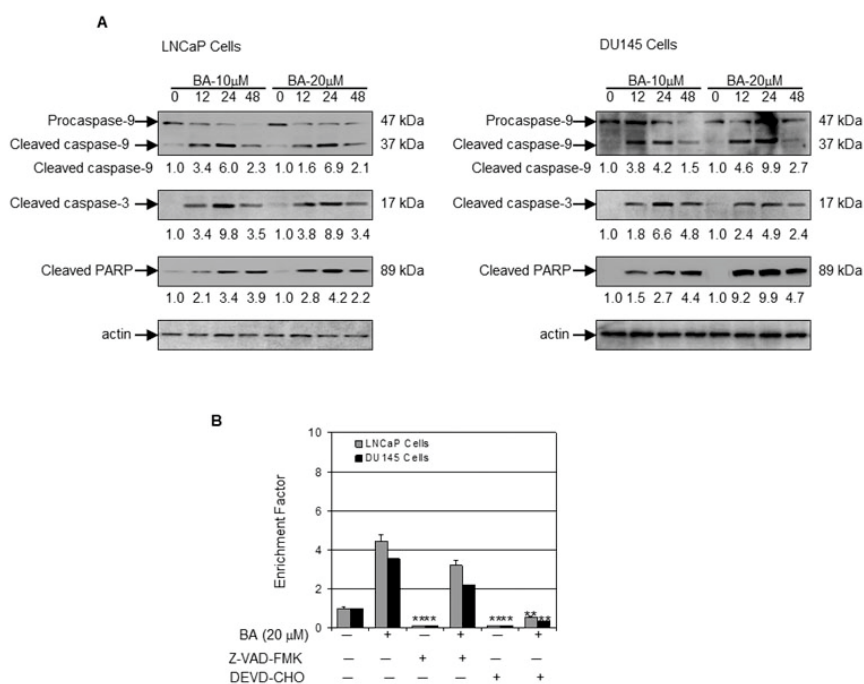 A
LNCaP Cells
BA-10µM BA-20µM
0 12 24 48 0 12 24 48
Procaspase-9 47 kDa
Cleaved caspase-9 37 kDa
Cleaved caspase-9 1.0 3.4 6.0 2.3 1.0 1.6 6.9 2.1
Cleaved caspase-3 17 kDa
1.0 3.4 9.8 3.5 1.0 3.8 8.9 3.4
Cleaved PARP 89 kDa
1.0 2.1 3.4 3.9 1.0 2.8 4.2 2.2
actin
DU145 Cells
BA-10µM BA-20µM
0 12 24 48 0 12 24 48
Procaspase-9 47 kDa
Cleaved caspase-9 37 kDa
Cleaved caspase-9 1.0 3.8 4.2 1.5 1.0 4.6 9.9 2.7
Cleaved caspase-3 17 kDa
1.0 1.8 6.6 4.8 1.0 2.4 4.9 2.4
Cleaved PARP 89 kDa
1.0 1.5 2.7 4.4 1.0 9.2 9.9 4.7
actin
B
Enrichment Factor
10
8
6
4
2
0
LNCaP Cells
DU145 Cells
**** **** ** **
BA (20 µM) — + — + — +
Z-VAD-FMK — — + + — —
DEVD-CHO — — — — + +